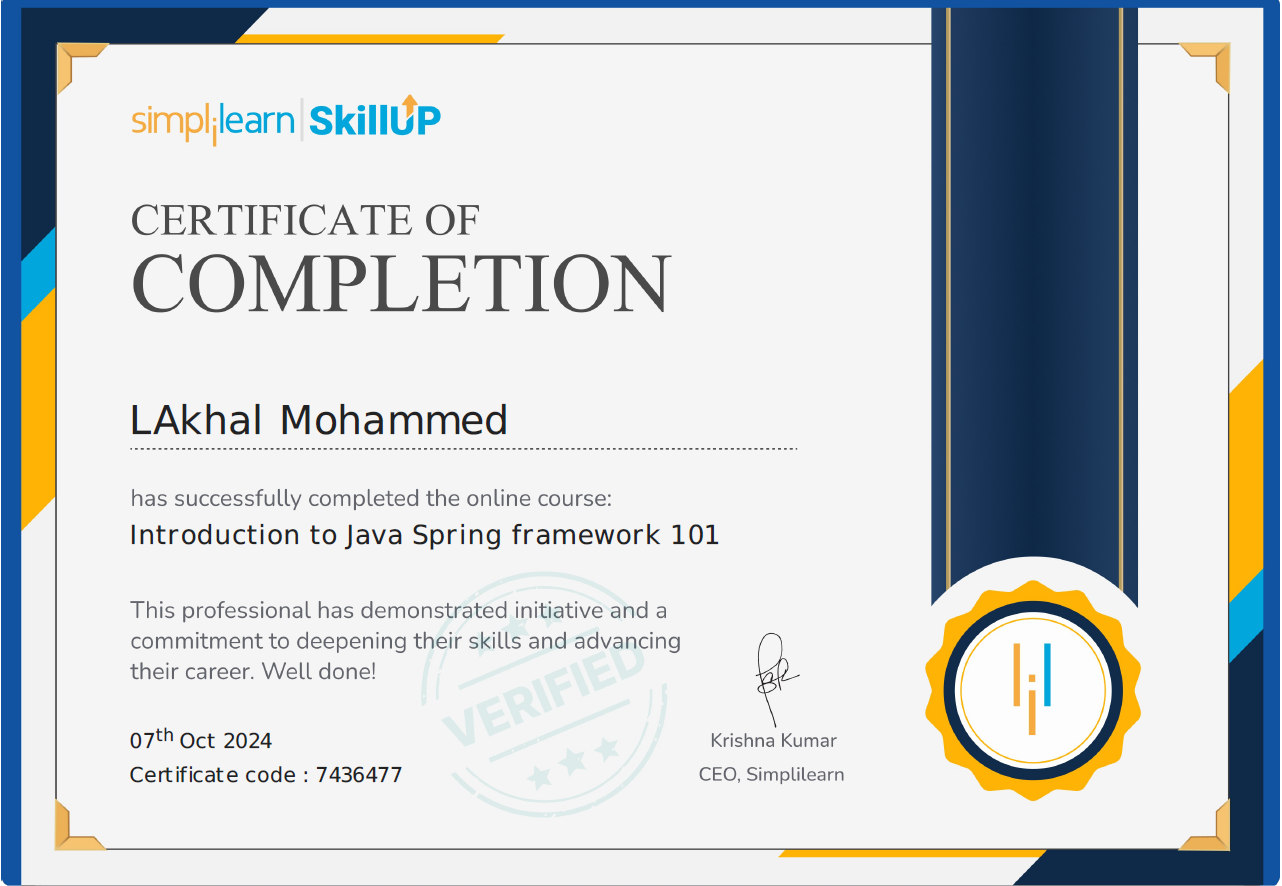 simplilearn | SkillUP
CERTIFICATE OF
COMPLETION
LAkhal Mohammed
has successfully completed the online course:
Introduction to Java Spring framework 101
This professional has demonstrated initiative and a
commitment to deepening their skills and advancing
their career. Well done!
VERIFIED
07th Oct 2024
Certificate code : 7436477
Krishna Kumar
CEO, Simplilearn